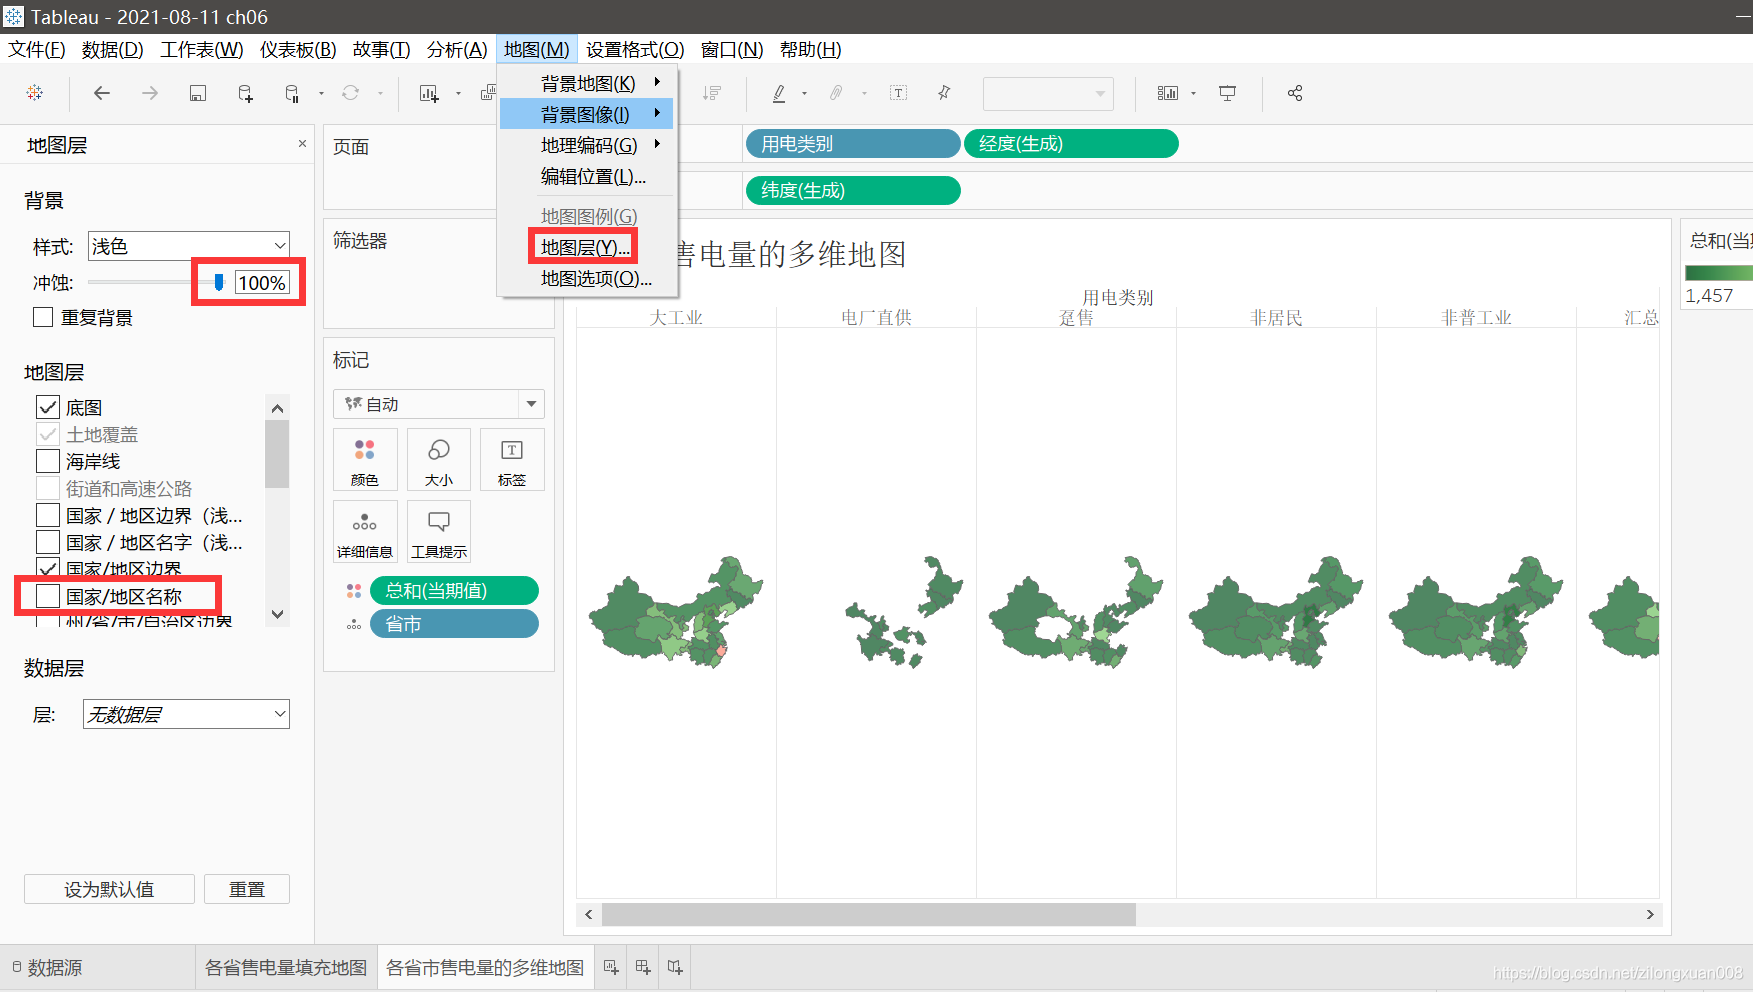 Tableau - 2021-08-11 ch06
文件(F) 数据(D) 工作表(W) 仪表板(B) 故事(T) 分析(A) 地图(M) 设置格式(O) 窗口(N) 帮助(H)
背景地图(K)
背景图像(I)
地理编码(G)
编辑位置(L)...
地图图例(G)
地图层(Y)...
地图选项(O)...
地图层
背景
样式: 浅色
冲蚀: 100%
重复背景
地图层
底图
土地覆盖
海岸线
街道和高速公路
国家 / 地区边界（浅...
国家 / 地区名字（浅...
国家/地区边界
国家/地区名称
州/省/市/自治区边界
数据层
层: 无数据层
设为默认值 重置
页面
筛选器
标记
自动
颜色 大小 标签
详细信息 工具提示
总和(当期值)
省市
用电类别 经度(生成)
纬度(生成)
售电量的多维地图
用电类别
大工业 电厂直供 趸售 非居民 非普工业 汇总
总和(当期
1,457
数据源 各省售电量填充地图 各省市售电量的多维地图
https://blog.csdn.net/zilongxuan008